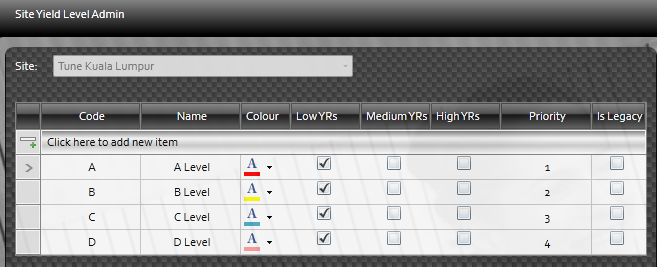 Site Yield Level Admin
Site: Tune Kuala Lumpur
Code Name Colour Low YRs Medium YRs High YRs Priority Is Legacy
Click here to add new item
A A Level A 1
B B Level A 2
C C Level A 3
D D Level A 4